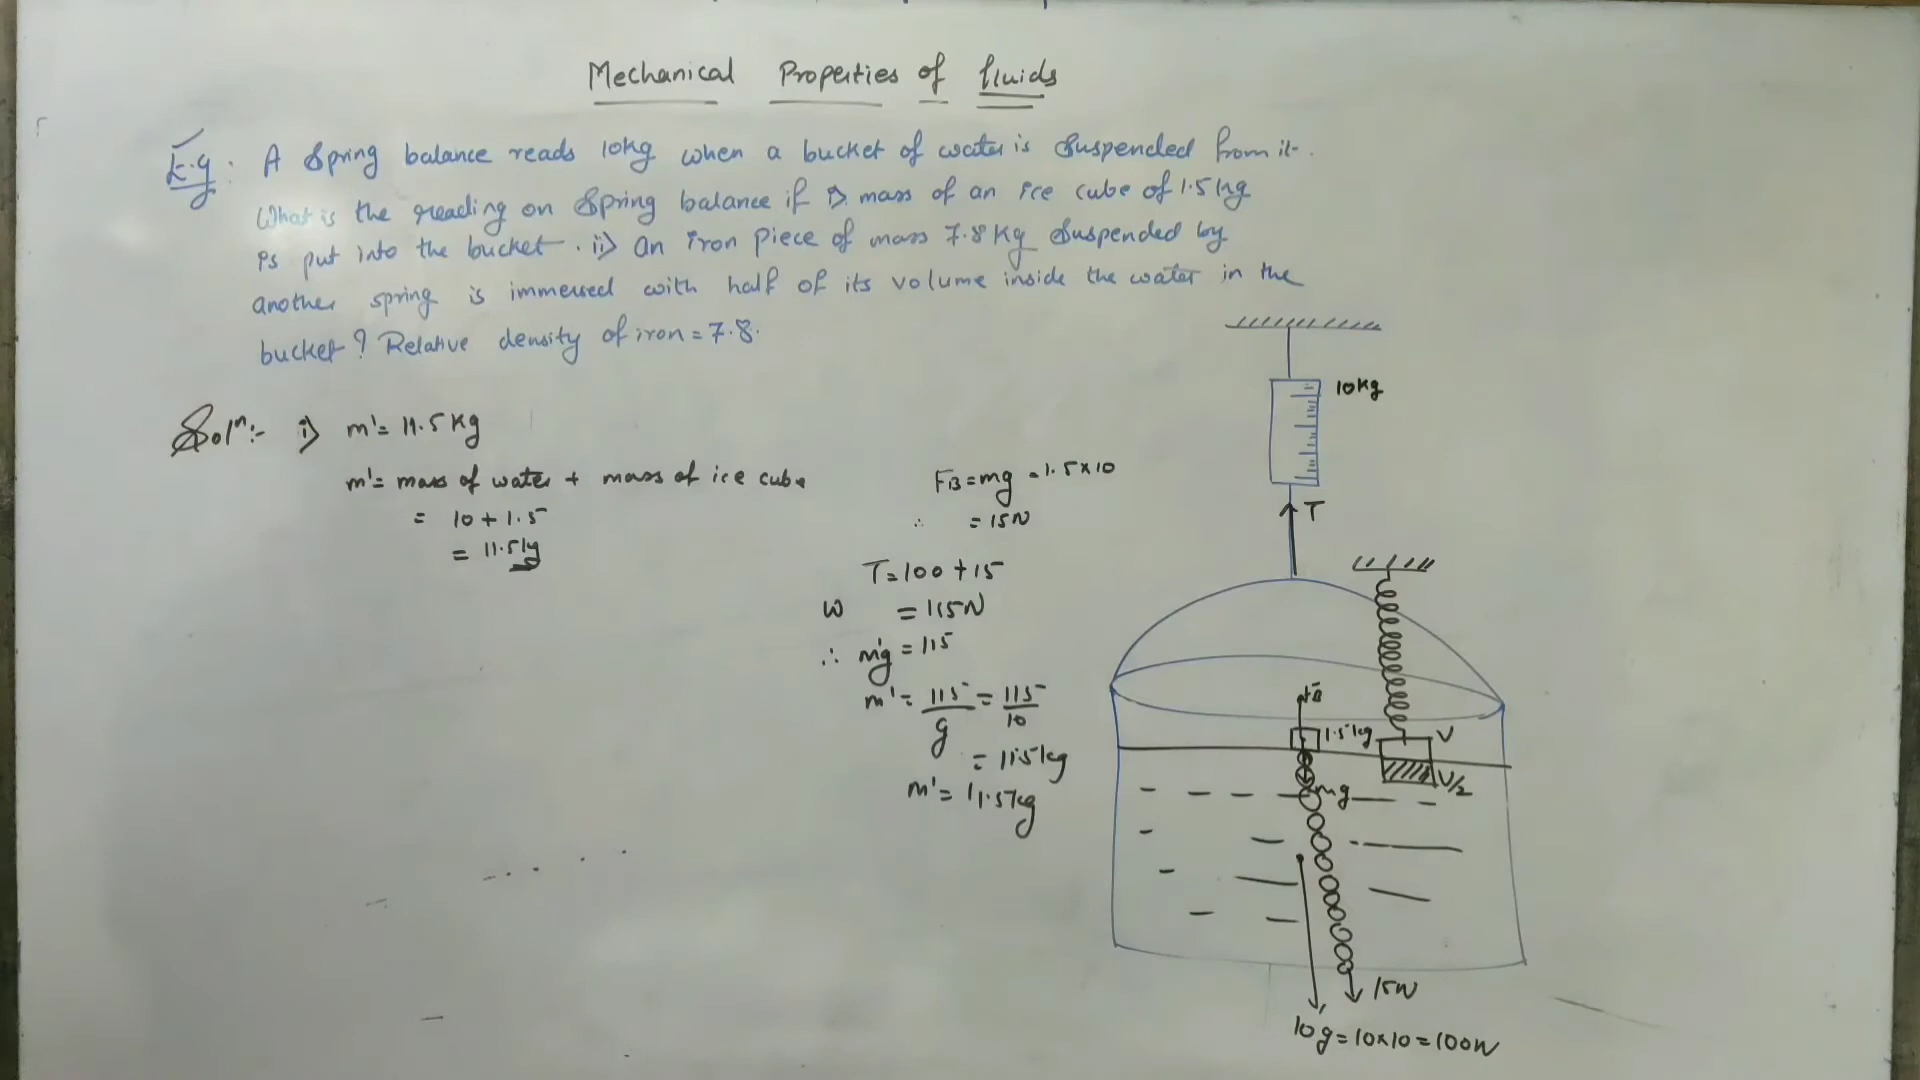 Mechanical Properties of fluids
E.g: A Spring balance reads 10kg when a bucket of water is Suspended from it.
What is the reading on Spring balance if i> mass of an ice cube of 1.5kg
is put into the bucket. ii> an iron piece of mass 7.8Kg Suspended by
another spring is immersed with half of its volume inside the water in the
bucket? Relative density of iron = 7.8.
Solⁿ:- i> m'= 11.5 Kg
m'= mass of water + mass of ice cube
= 10 + 1.5
= 11.5kg
FB = mg = 1.5 x 10
∴ = 15N
T = 100 + 15
W = 115N
∴ m'g = 115
m' = 115/g = 115/10
= 11.5kg
m' = 11.5kg
10kg
T
FB
1.5kg
V
V/2
mg
15N
10g = 10x10 = 100N